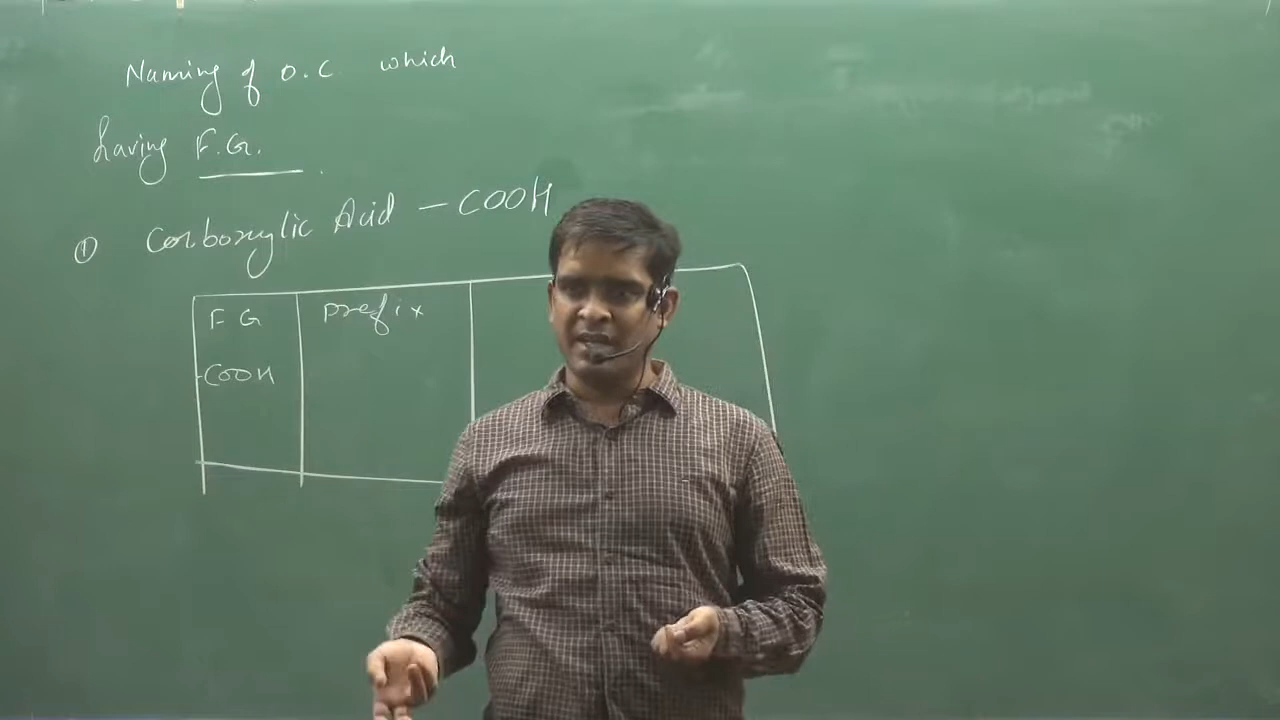 Naming of O.C which
having F.G.
① Carboxylic Acid - COOH
F G prefix
-COOH